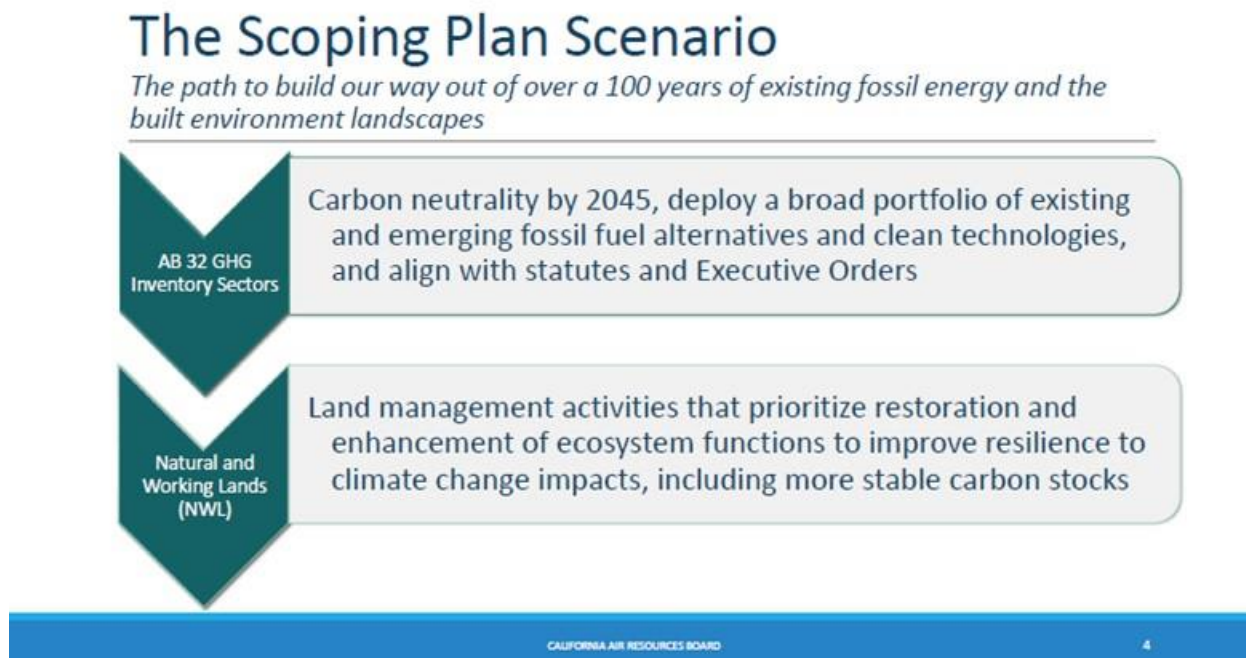 The Scoping Plan Scenario
The path to build our way out of over a 100 years of existing fossil energy and the
built environment landscapes
AB 32 GHG
Inventory Sectors
Carbon neutrality by 2045, deploy a broad portfolio of existing
and emerging fossil fuel alternatives and clean technologies,
and align with statutes and Executive Orders
Natural and
Working Lands
(NWL)
Land management activities that prioritize restoration and
enhancement of ecosystem functions to improve resilience to
climate change impacts, including more stable carbon stocks
CALIFORNIA AIR RESOURCES BOARD
4